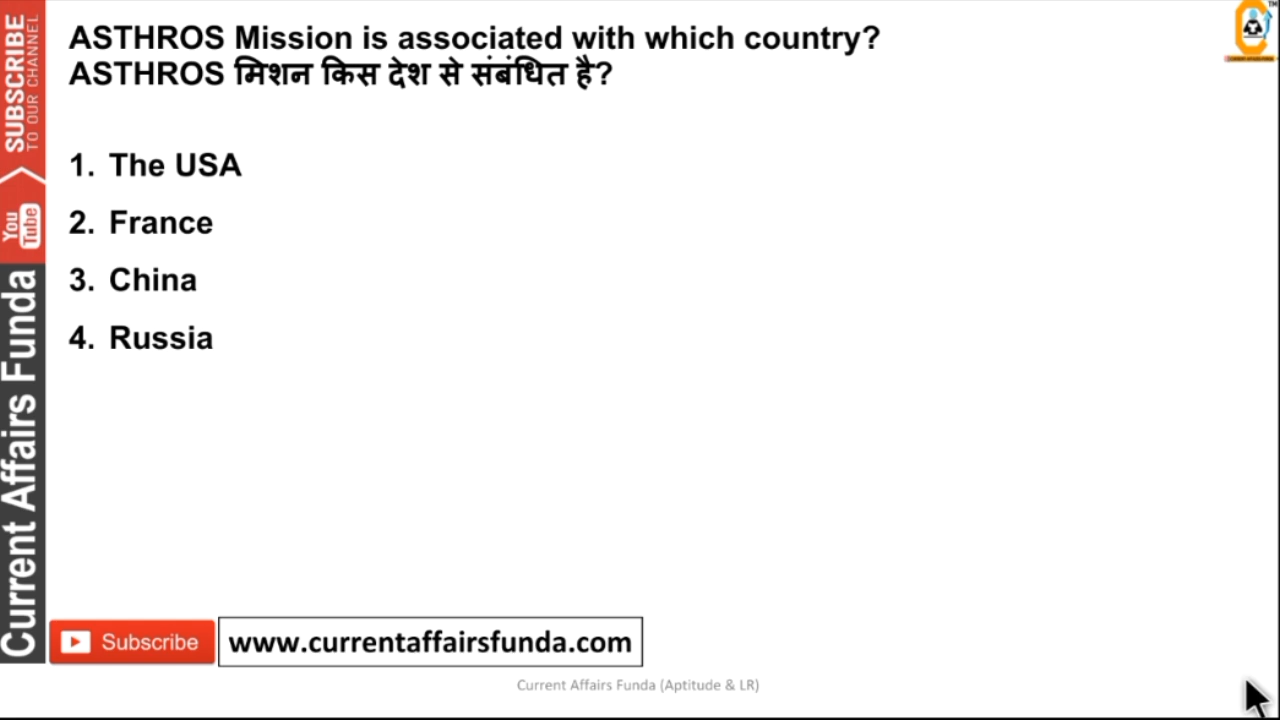 ASTHROS Mission is associated with which country?
ASTHROS मिशन किस देश से संबंधित है?
1. The USA
2. France
3. China
4. Russia
SUBSCRIBE
TO OUR CHANNEL
You Tube
Current Affairs Funda
Subscribe
www.currentaffairsfunda.com
Current Affairs Funda (Aptitude & LR)